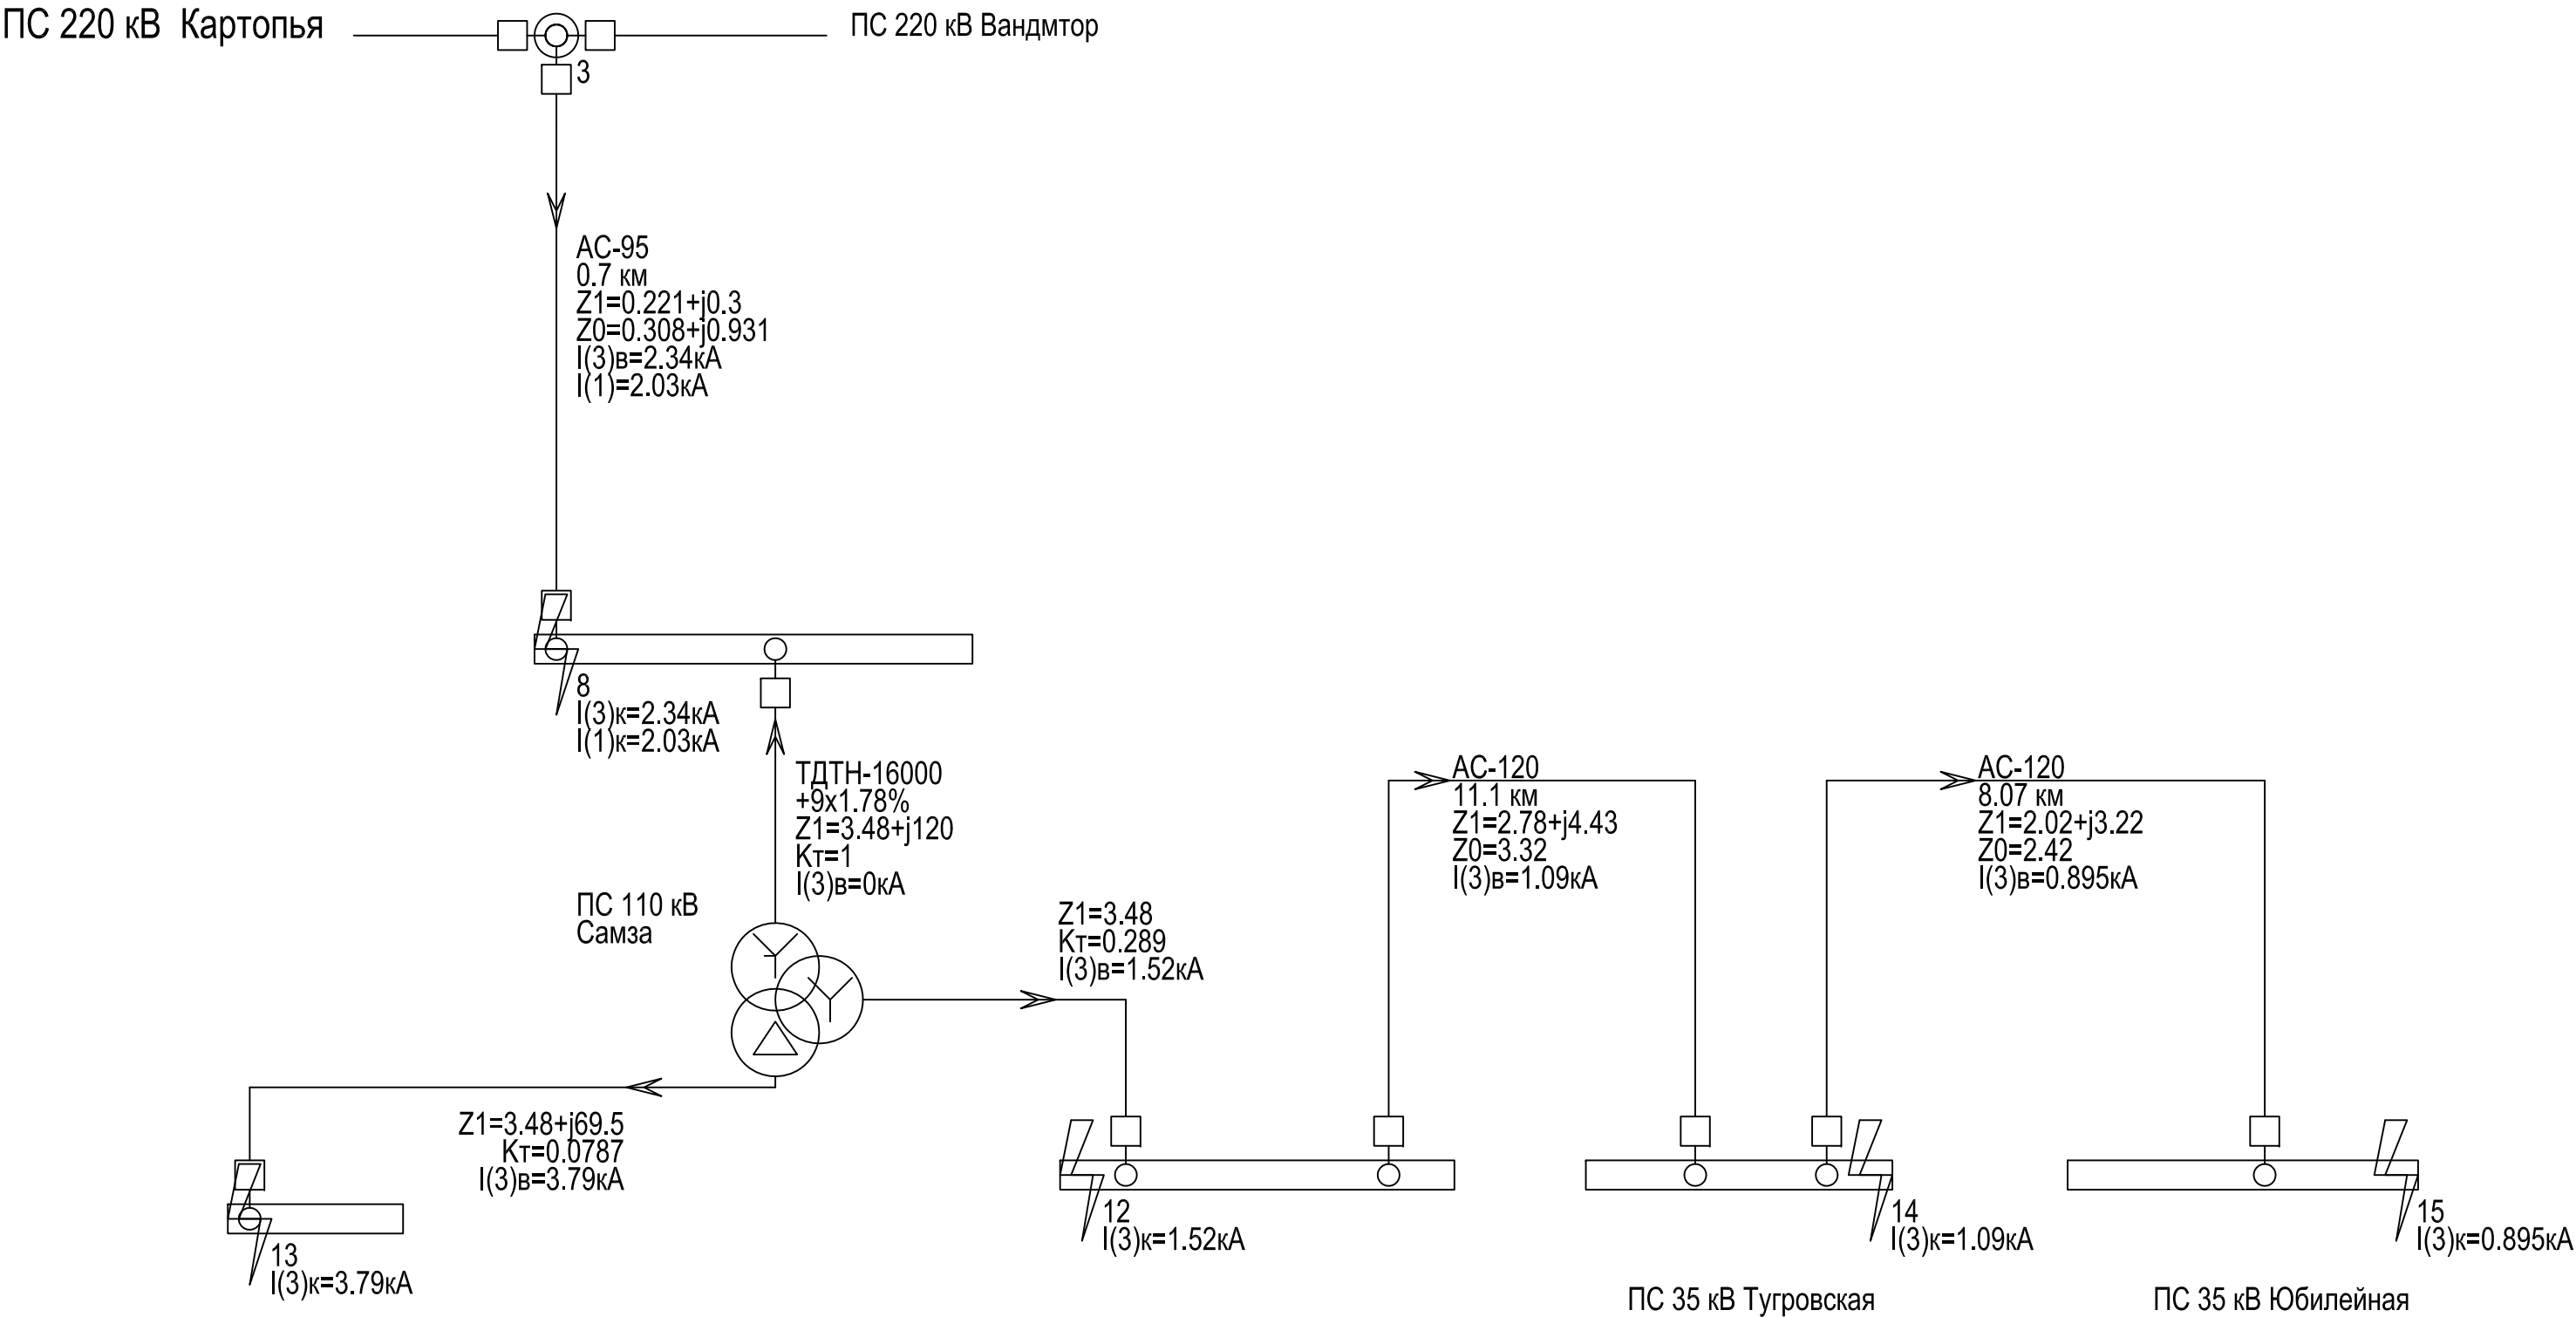 ПС 220 кВ  Картопья
ПС 220 кВ Вандмтор
3
АС-95
0.7 км
Z1=0.221+j0.3
Z0=0.308+j0.931
I(3)в=2.34кА
I(1)=2.03кА
8
I(3)к=2.34кА
I(1)к=2.03кА
ТДТН-16000
+9х1.78%
Z1=3.48+j120
Кт=1
I(3)в=0кА
ПС 110 кВ
Самза
Z1=3.48
Кт=0.289
I(3)в=1.52кА
АС-120
11.1 км
Z1=2.78+j4.43
Z0=3.32
I(3)в=1.09кА
АС-120
8.07 км
Z1=2.02+j3.22
Z0=2.42
I(3)в=0.895кА
Z1=3.48+j69.5
Кт=0.0787
I(3)в=3.79кА
13
I(3)к=3.79кА
12
I(3)к=1.52кА
14
I(3)к=1.09кА
15
I(3)к=0.895кА
ПС 35 кВ Тугровская
ПС 35 кВ Юбилейная